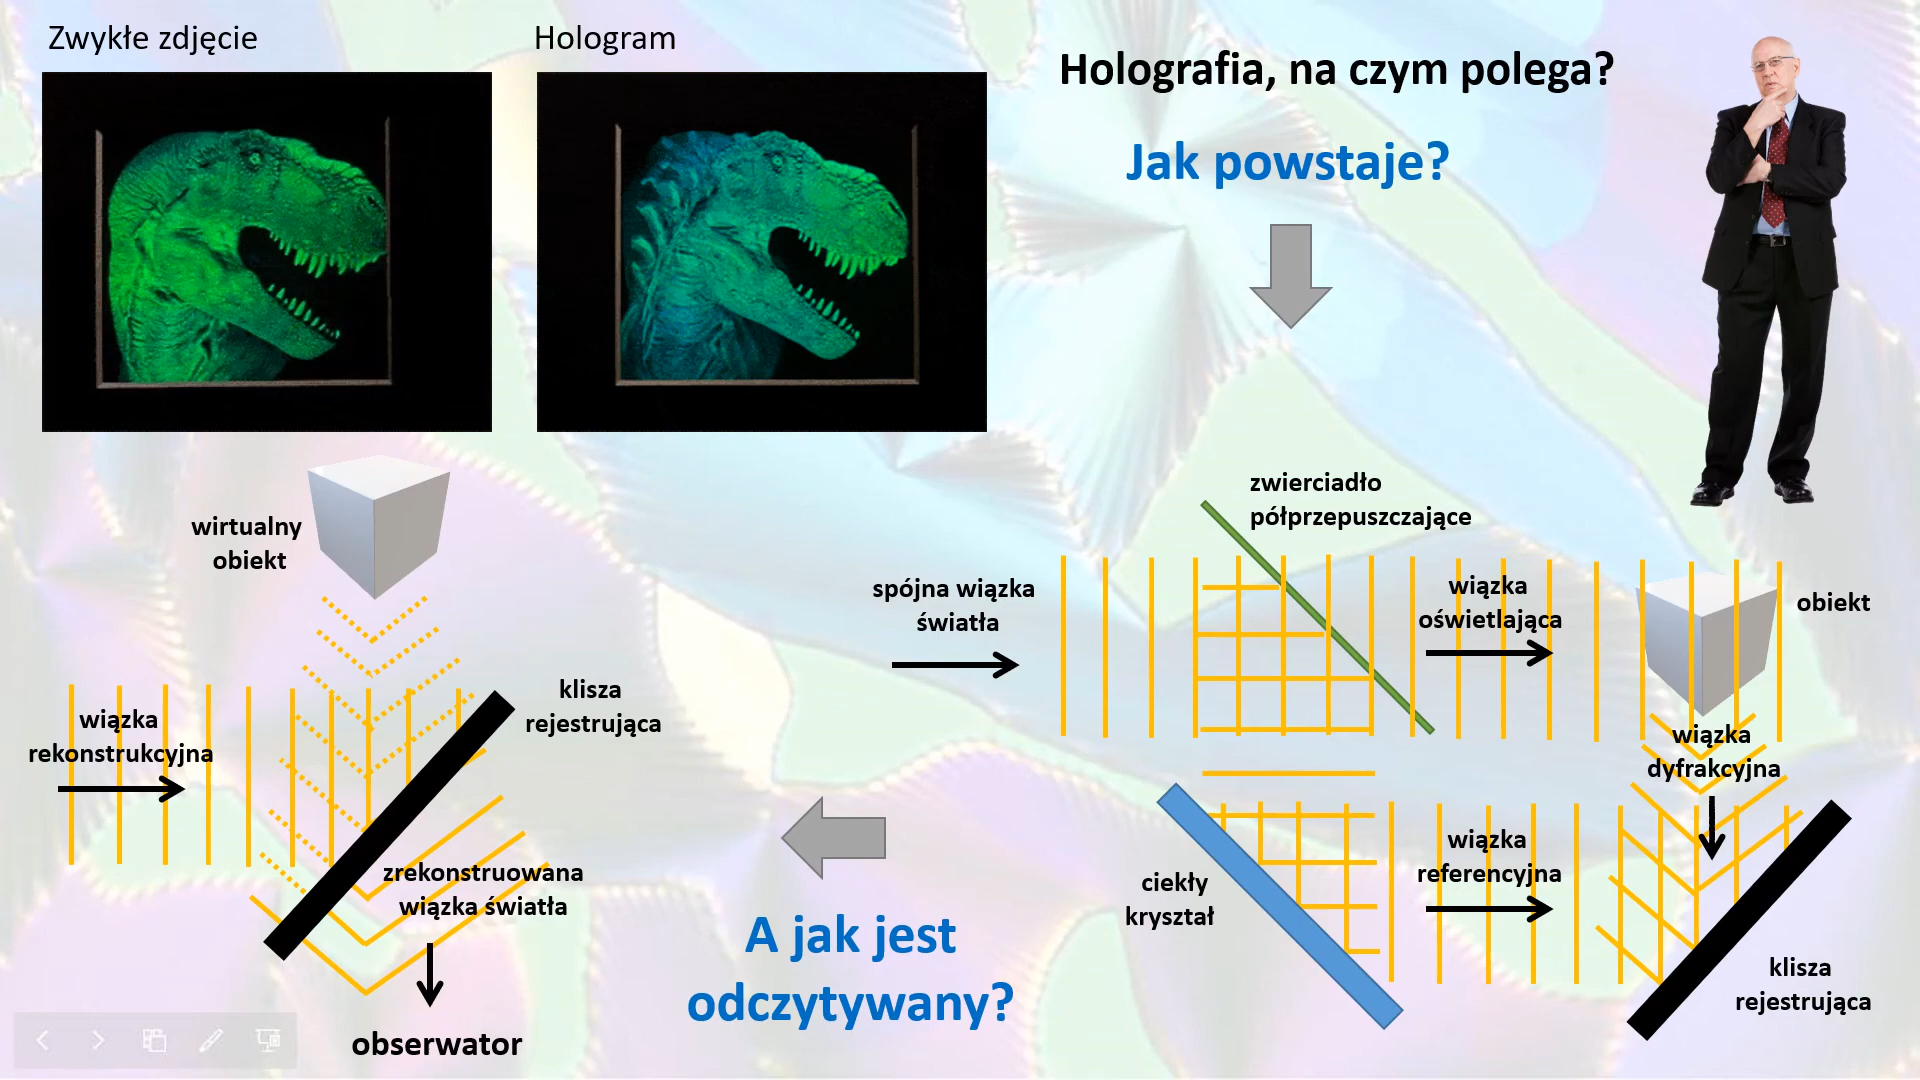 Zwykłe zdjęcie
Hologram
Holografia, na czym polega?
Jak powstaje?
zwierciadło
półprzepuszczające
spójna wiązka
światła
wiązka
oświetlająca
obiekt
wiązka
dyfrakcyjna
ciekły
kryształ
wiązka
referencyjna
klisza
rejestrująca
A jak jest
odczytywany?
wirtualny
obiekt
klisza
rejestrująca
wiązka
rekonstrukcyjna
zrekonstruowana
wiązka światła
obserwator